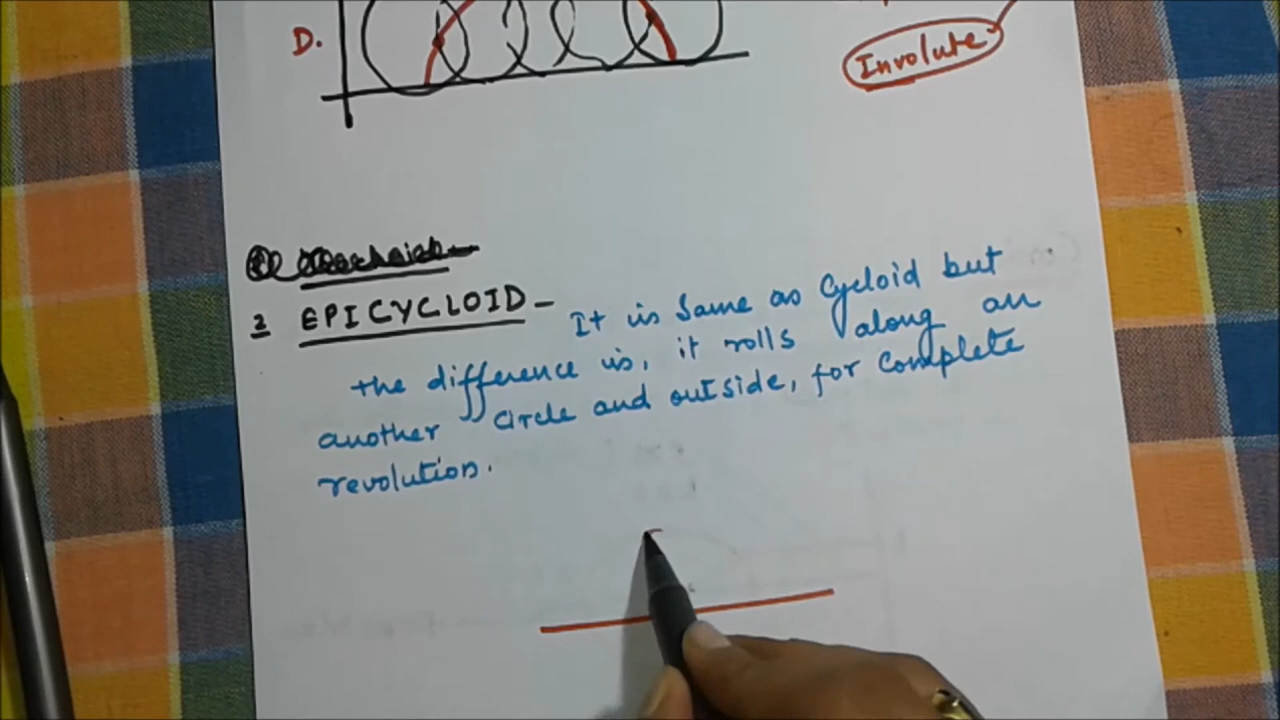 D.
Involute
2 EPICYCLOID - It is same as Cycloid but
the difference is, it rolls along an
another circle and outside, for complete
revolution.